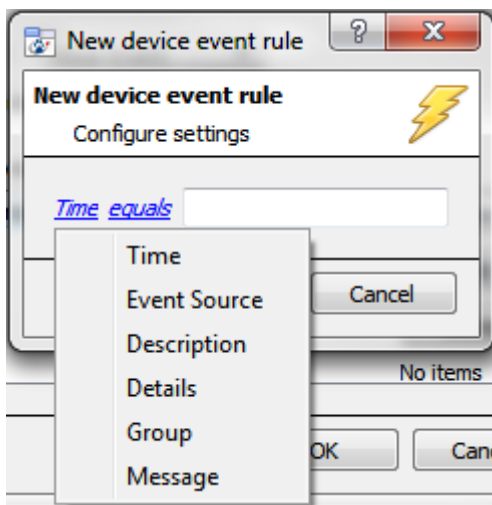 New device event rule
New device event rule
Configure settings
Time equals
Time
Event Source
Cancel
Description
No items
Details
Group
OK
Message